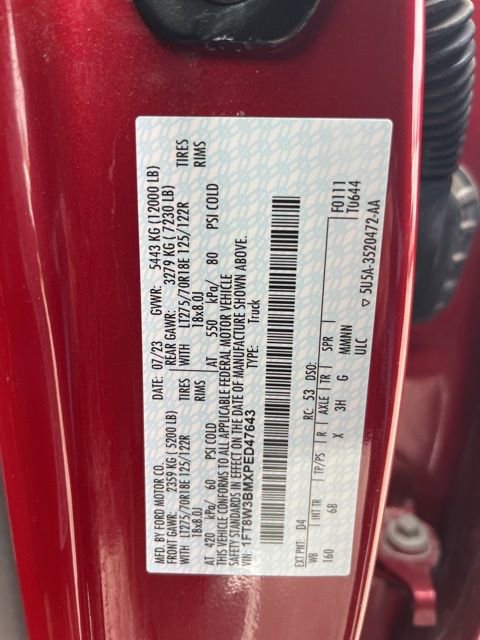 MFD. BY FORD MOTOR CO.
DATE: 07/23 GVWR: 5443 KG (12000 LB)
FRONT GAWR: 2359 KG (5200 LB)
REAR GAWR: 3279 KG (7230 LB)
WITH LT275/70R18E 125/122R TIRES
WITH LT275/70R18E 125/122R TIRES
18x8.0J RIMS
18x8.0J RIMS
AT 420 kPa/ 60 PSI COLD
AT 550 kPa/ 80 PSI COLD
THIS VEHICLE CONFORMS TO ALL APPLICABLE FEDERAL MOTOR VEHICLE
SAFETY STANDARDS IN EFFECT ON THE DATE OF MANUFACTURE SHOWN ABOVE.
VIN: 1FT8W3BMXPED47643 TYPE: Truck
F0111
T0644
EXT PNT: D4 RC: 53 DSO:
WB INT TR TP/PS R AXLE TR SPR
160 6B X 3H G MMMNN
ULC ▽ 5U5A-3520472-AA